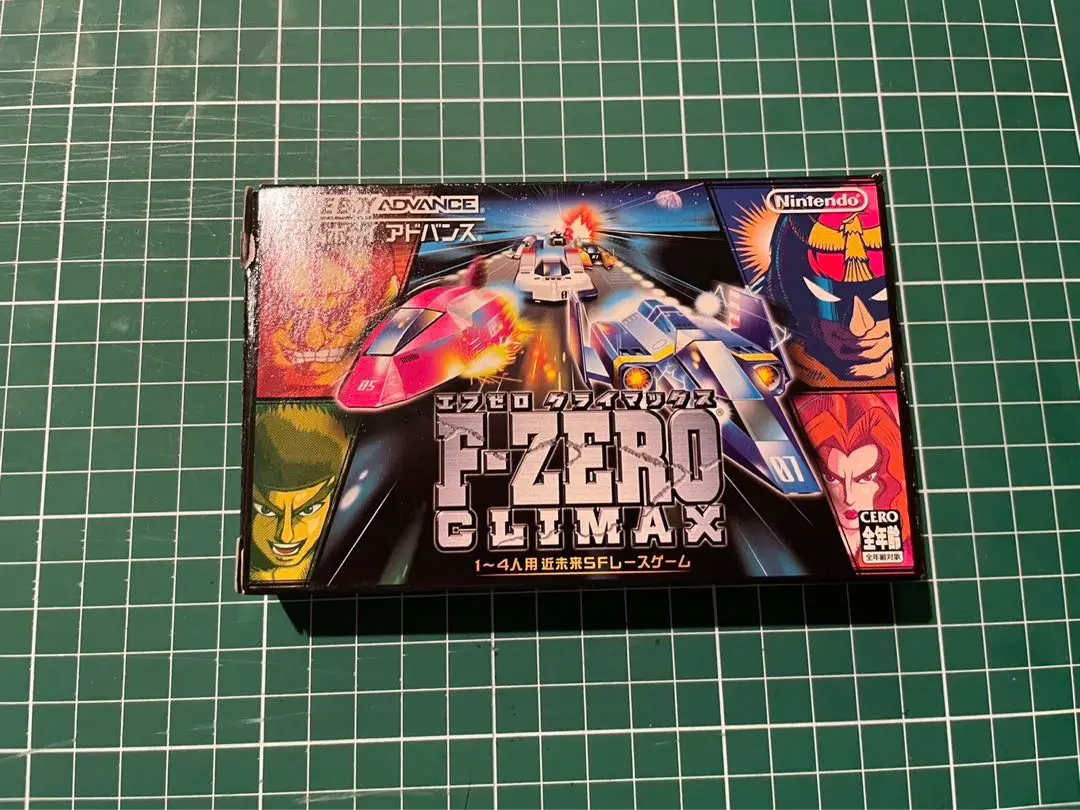 GAME BOY ADVANCE
ゲームボーイ アドバンス
Nintendo
05
07
エフゼロ クライマックス
F-ZERO
CLIMAX
1〜4人用 近未来SFレースゲーム
CERO
全年齢
全年齢対象